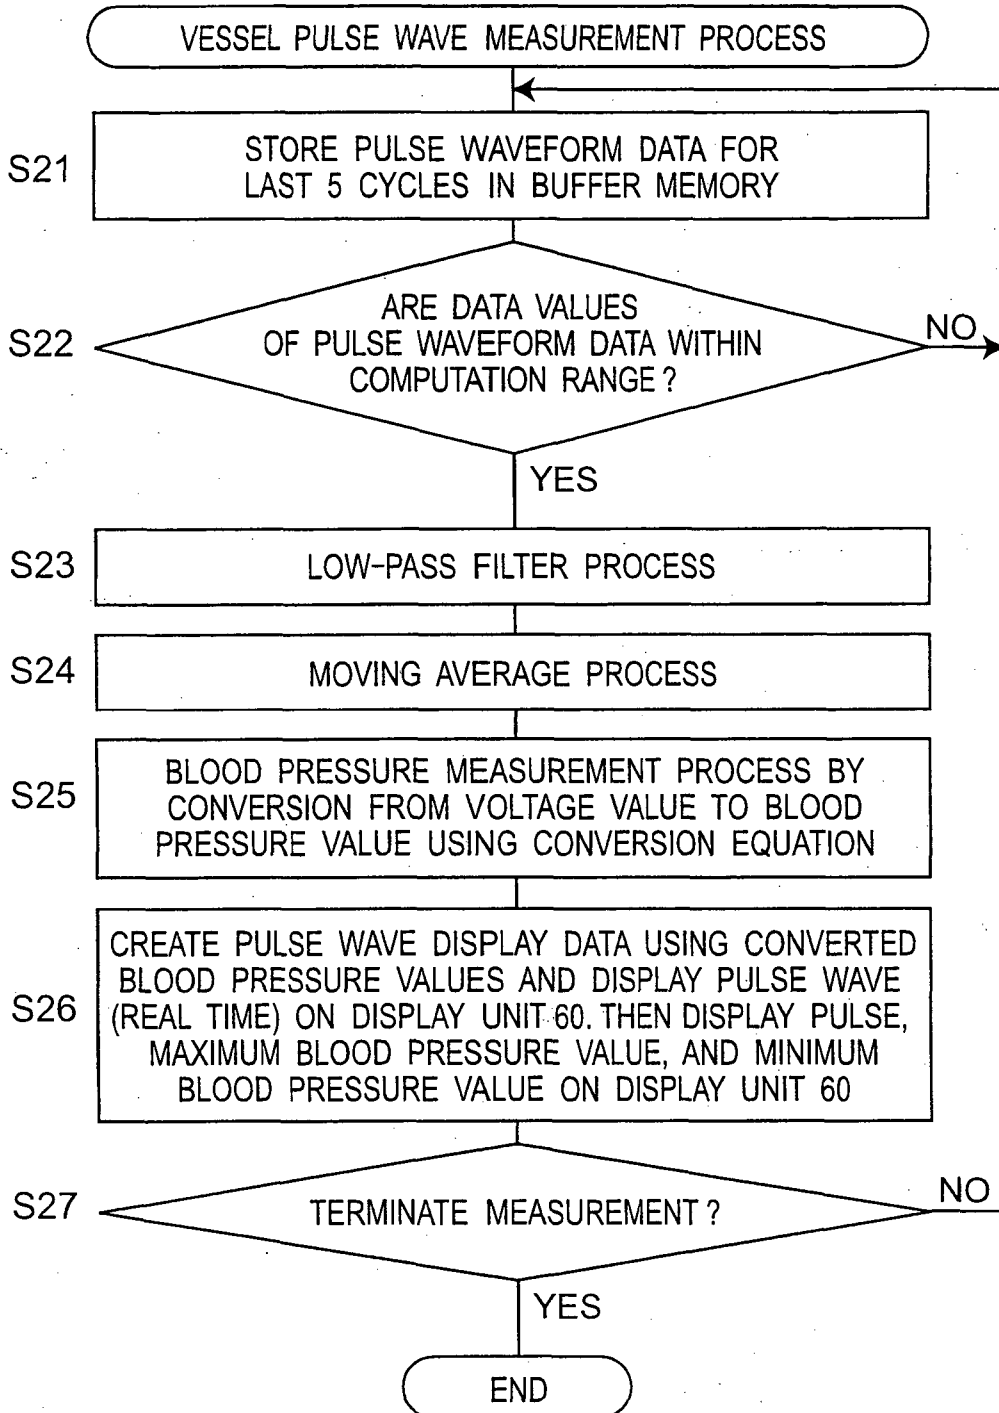 VESSEL PULSE WAVE MEASUREMENT PROCESS
S21
STORE PULSE WAVEFORM DATA FOR
LAST 5 CYCLES IN BUFFER MEMORY
S22
ARE DATA VALUES
OF PULSE WAVEFORM DATA WITHIN
COMPUTATION RANGE?
NO
YES
S23
LOW-PASS FILTER PROCESS
S24
MOVING AVERAGE PROCESS
S25
BLOOD PRESSURE MEASUREMENT PROCESS BY
CONVERSION FROM VOLTAGE VALUE TO BLOOD
PRESSURE VALUE USING CONVERSION EQUATION
S26
CREATE PULSE WAVE DISPLAY DATA USING CONVERTED
BLOOD PRESSURE VALUES AND DISPLAY PULSE WAVE
(REAL TIME) ON DISPLAY UNIT 60. THEN DISPLAY PULSE,
MAXIMUM BLOOD PRESSURE VALUE, AND MINIMUM
BLOOD PRESSURE VALUE ON DISPLAY UNIT 60
S27
TERMINATE MEASUREMENT?
NO
YES
END